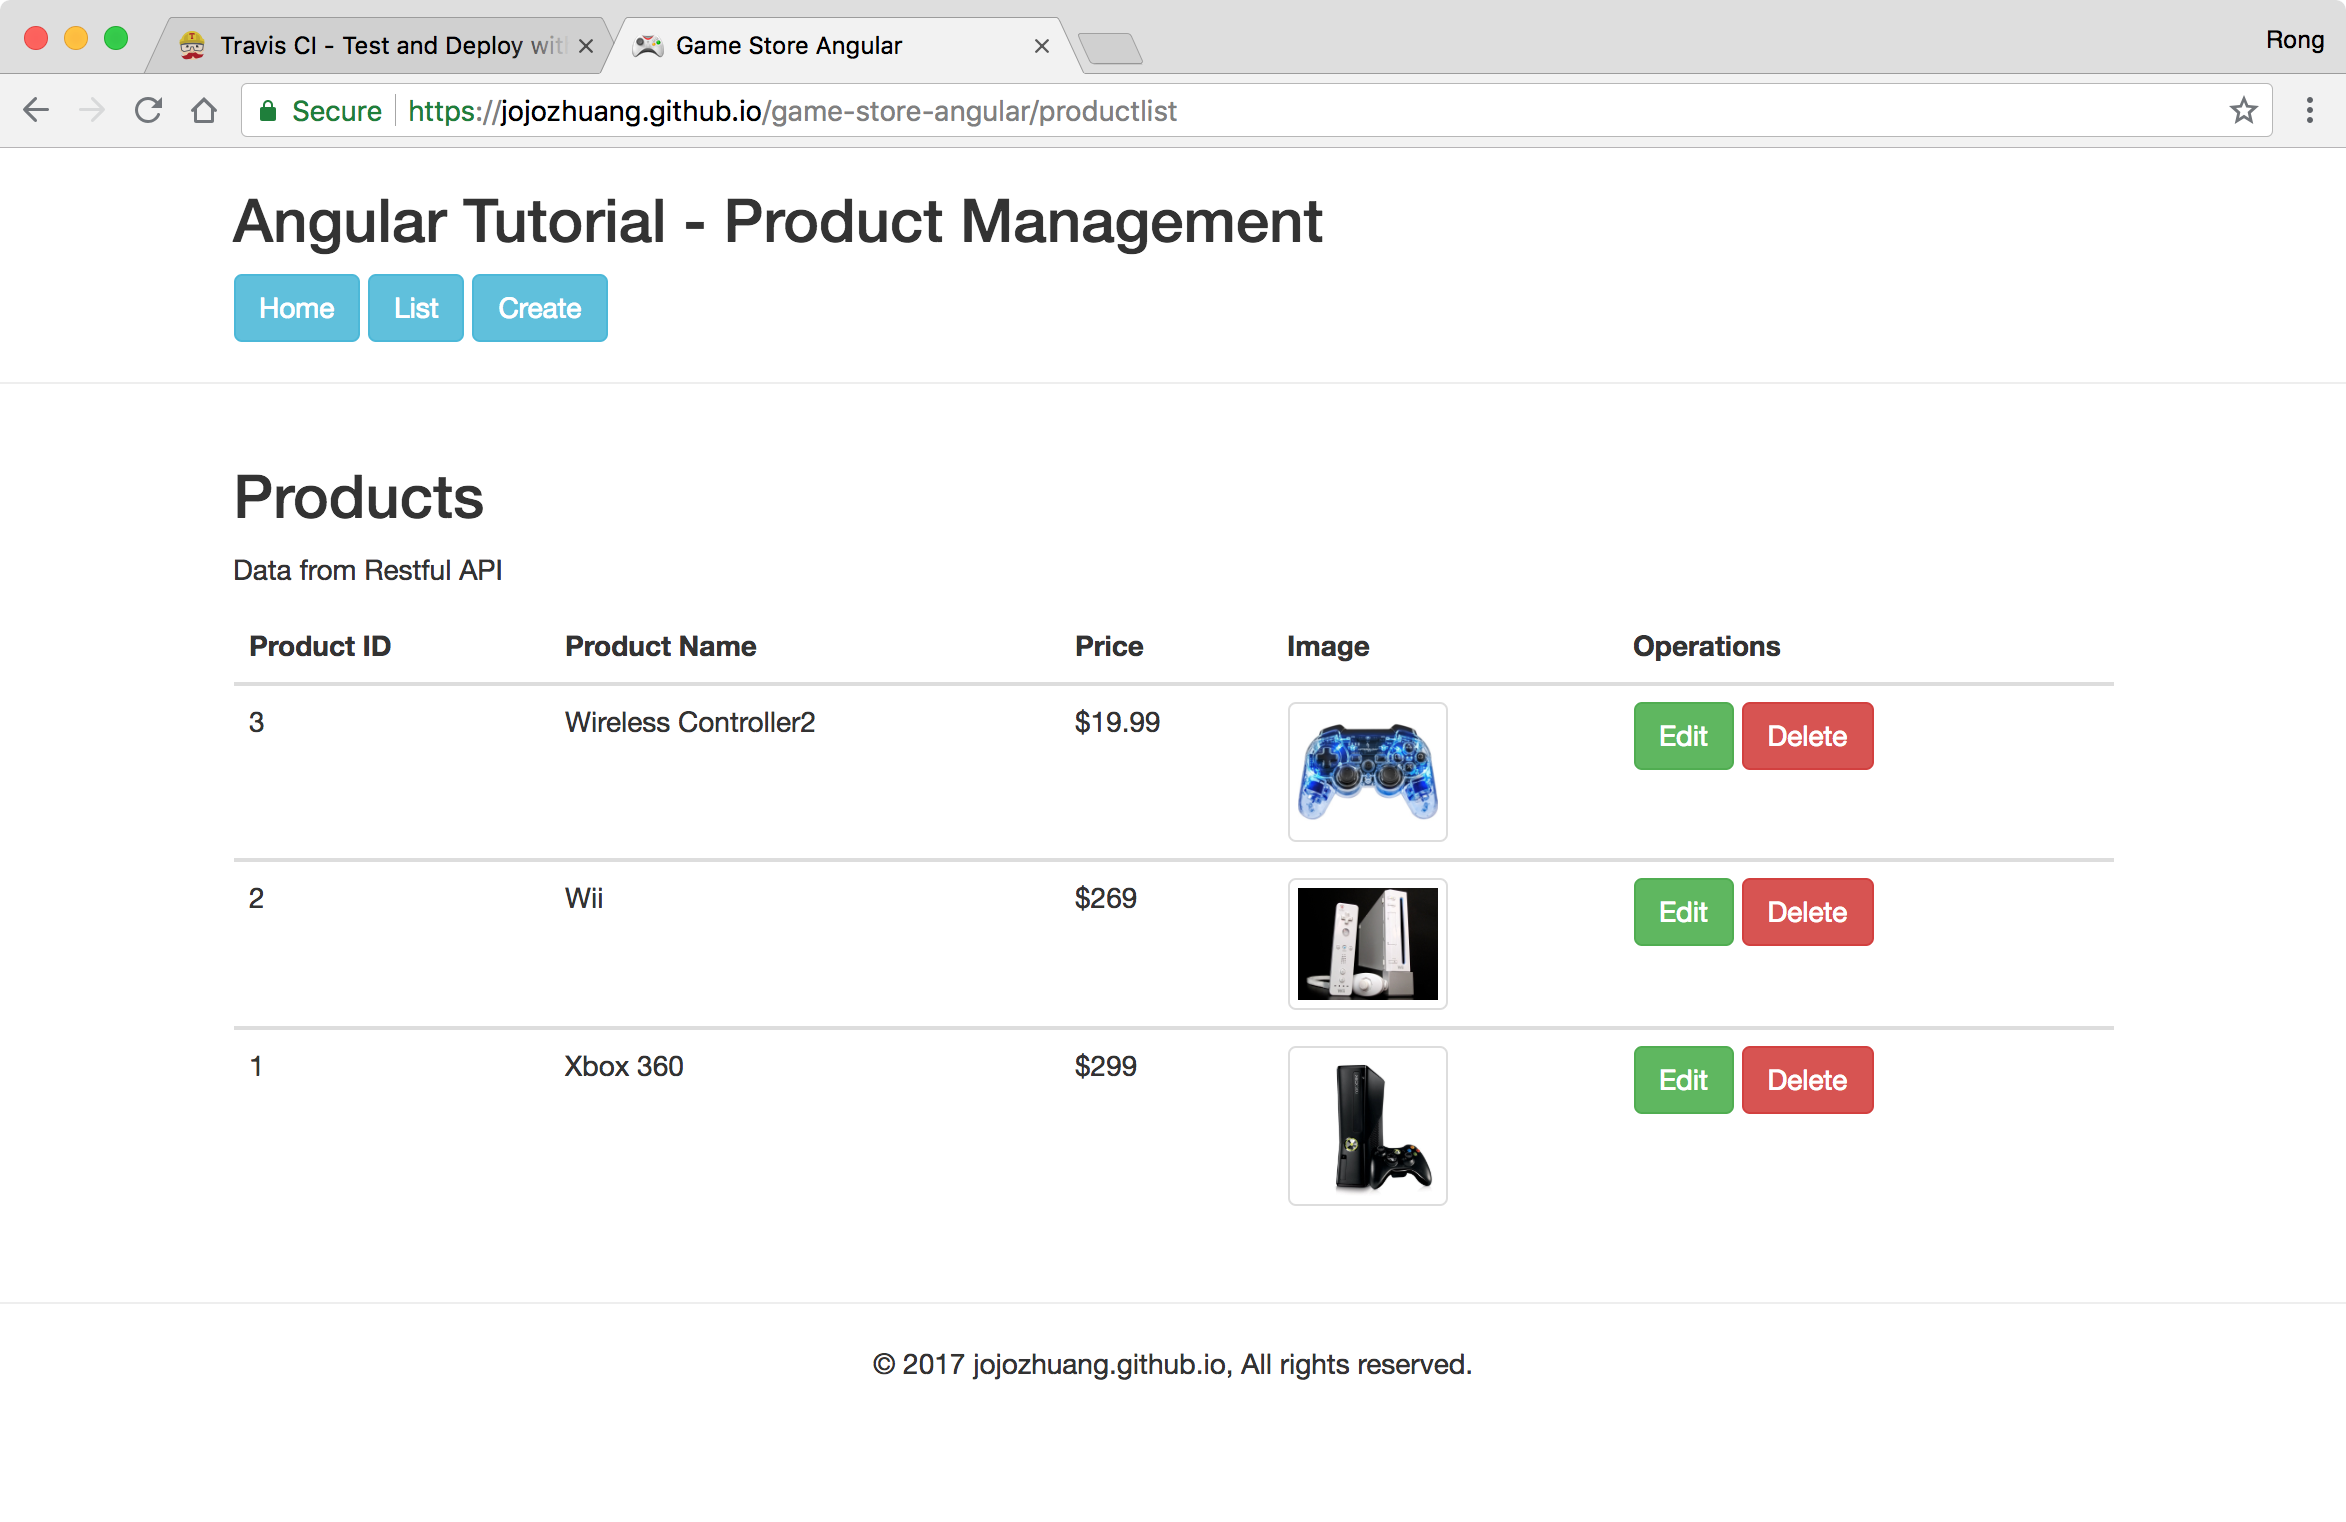 Travis CI - Test and Deploy wit
Game Store Angular
Rong
Secure
https://jojozhuang.github.io/game-store-angular/productlist
Angular Tutorial - Product Management
Home List Create
Products
Data from Restful API
Product ID Product Name Price Image Operations
3 Wireless Controller2 $19.99 Edit Delete
2 Wii $269 Edit Delete
1 Xbox 360 $299 Edit Delete
© 2017 jojozhuang.github.io, All rights reserved.